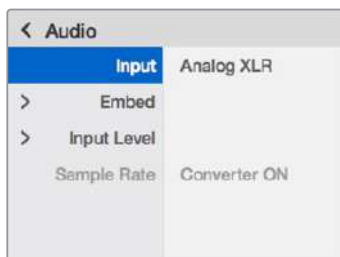 < Audio
Input Analog XLR
> Embed
> Input Level
Sample Rate Converter ON